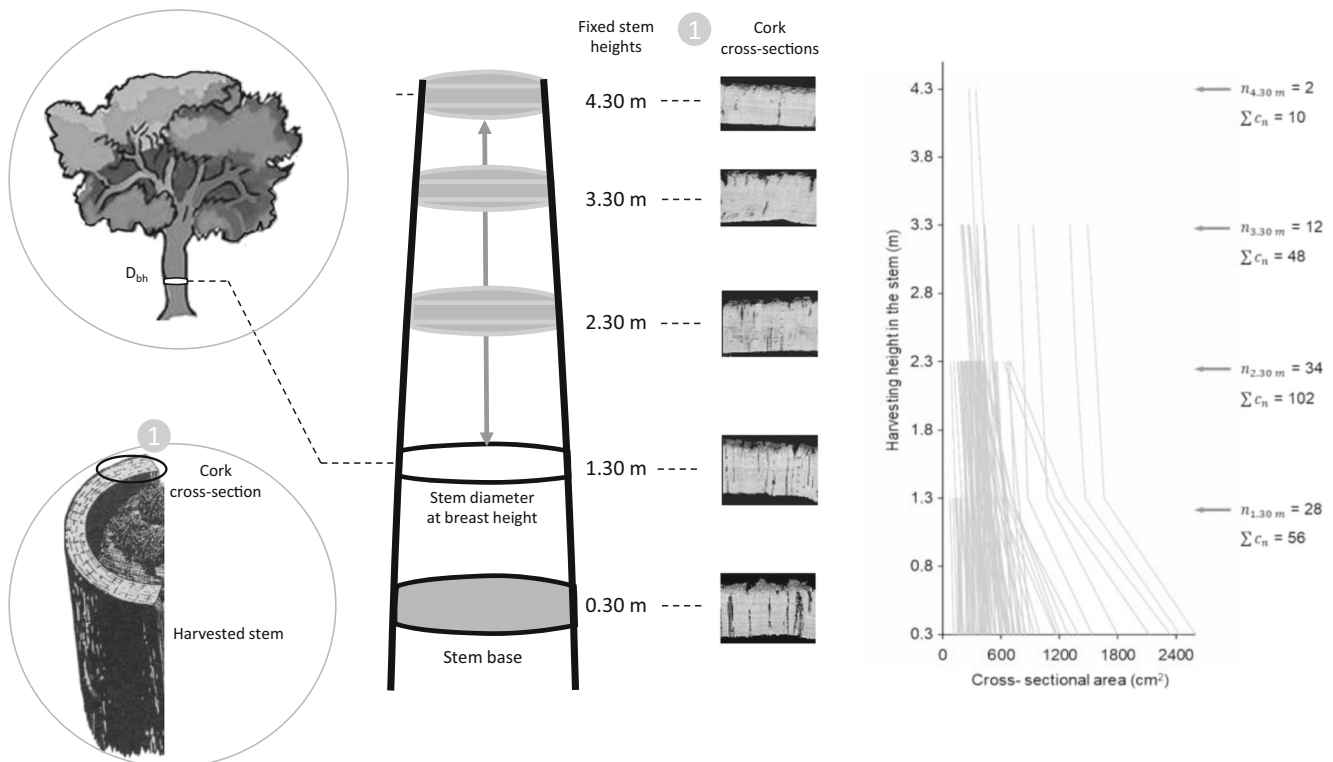 D_bh
1
Cork
cross-section
Harvested stem
Fixed stem
heights
1
Cork
cross-sections
4.30 m
3.30 m
2.30 m
1.30 m
0.30 m
Stem diameter
at breast height
Stem base
Harvesting height in the stem (m)
4.3
3.8
3.3
2.8
2.3
1.8
1.3
0.8
0.3
0
600
1200
1800
2400
Cross- sectional area (cm²)
n_4.30 m = 2
∑ c_n = 10
n_3.30 m = 12
∑ c_n = 48
n_2.30 m = 34
∑ c_n = 102
n_1.30 m = 28
∑ c_n = 56